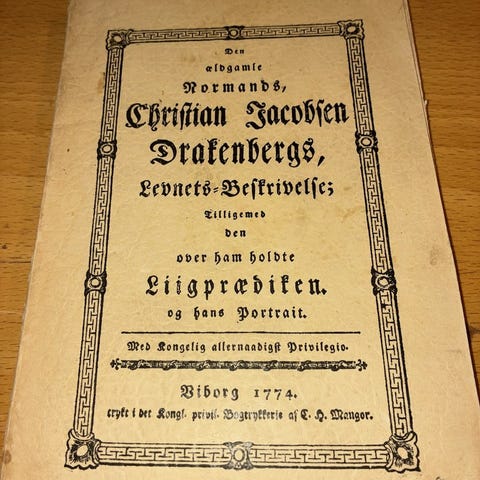 Den
ældgamle
Normands,
Christian Jacobsen
Drakenbergs,
Levnets-Beskrivelse;
Tilligemed
den
over ham holdte
Liigprædiken.
og hans Portrait.
Med Kongelig allernaadigst Privilegio.
Viborg 1774.
trykt i det Kongl. privil. Bogtrykkerie af C. H. Mangor.